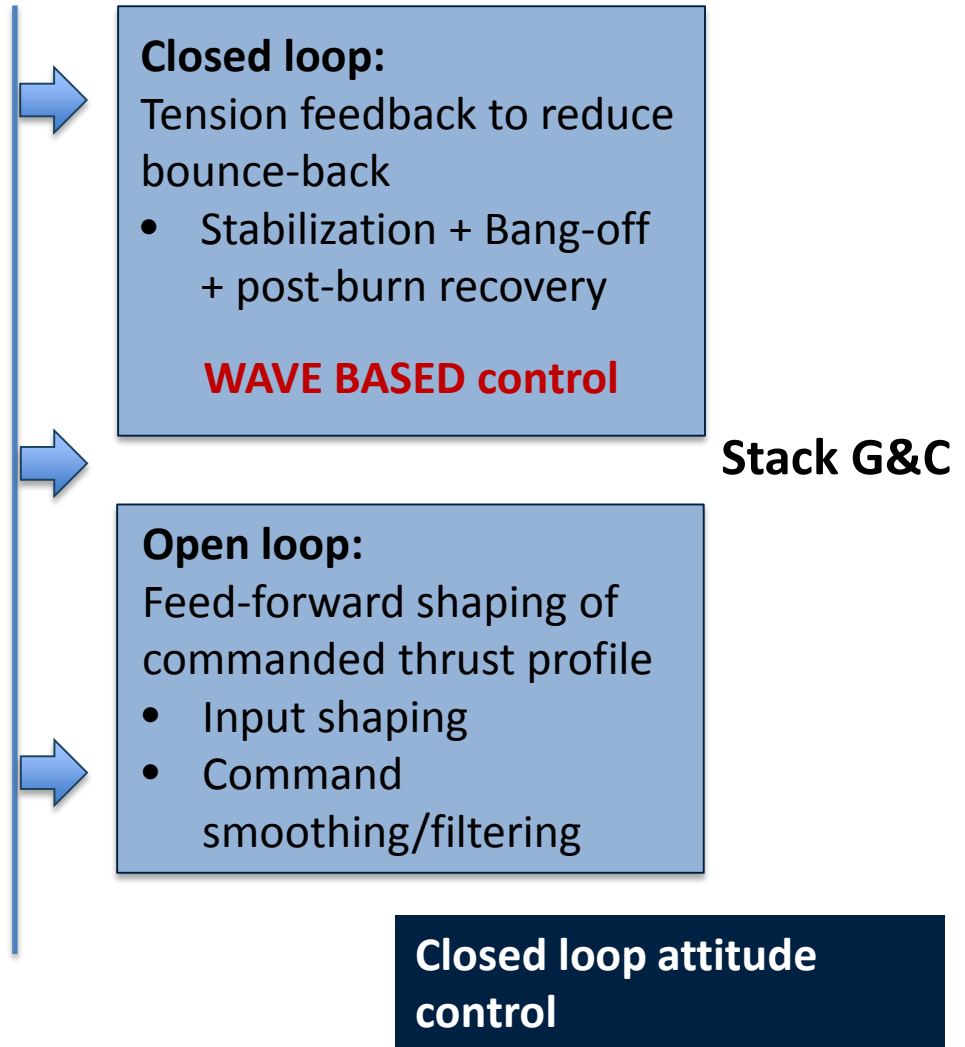 Closed loop:
Tension feedback to reduce
bounce-back
• Stabilization + Bang-off
+ post-burn recovery
WAVE BASED control
Stack G&C
Open loop:
Feed-forward shaping of
commanded thrust profile
• Input shaping
• Command
smoothing/filtering
Closed loop attitude
control